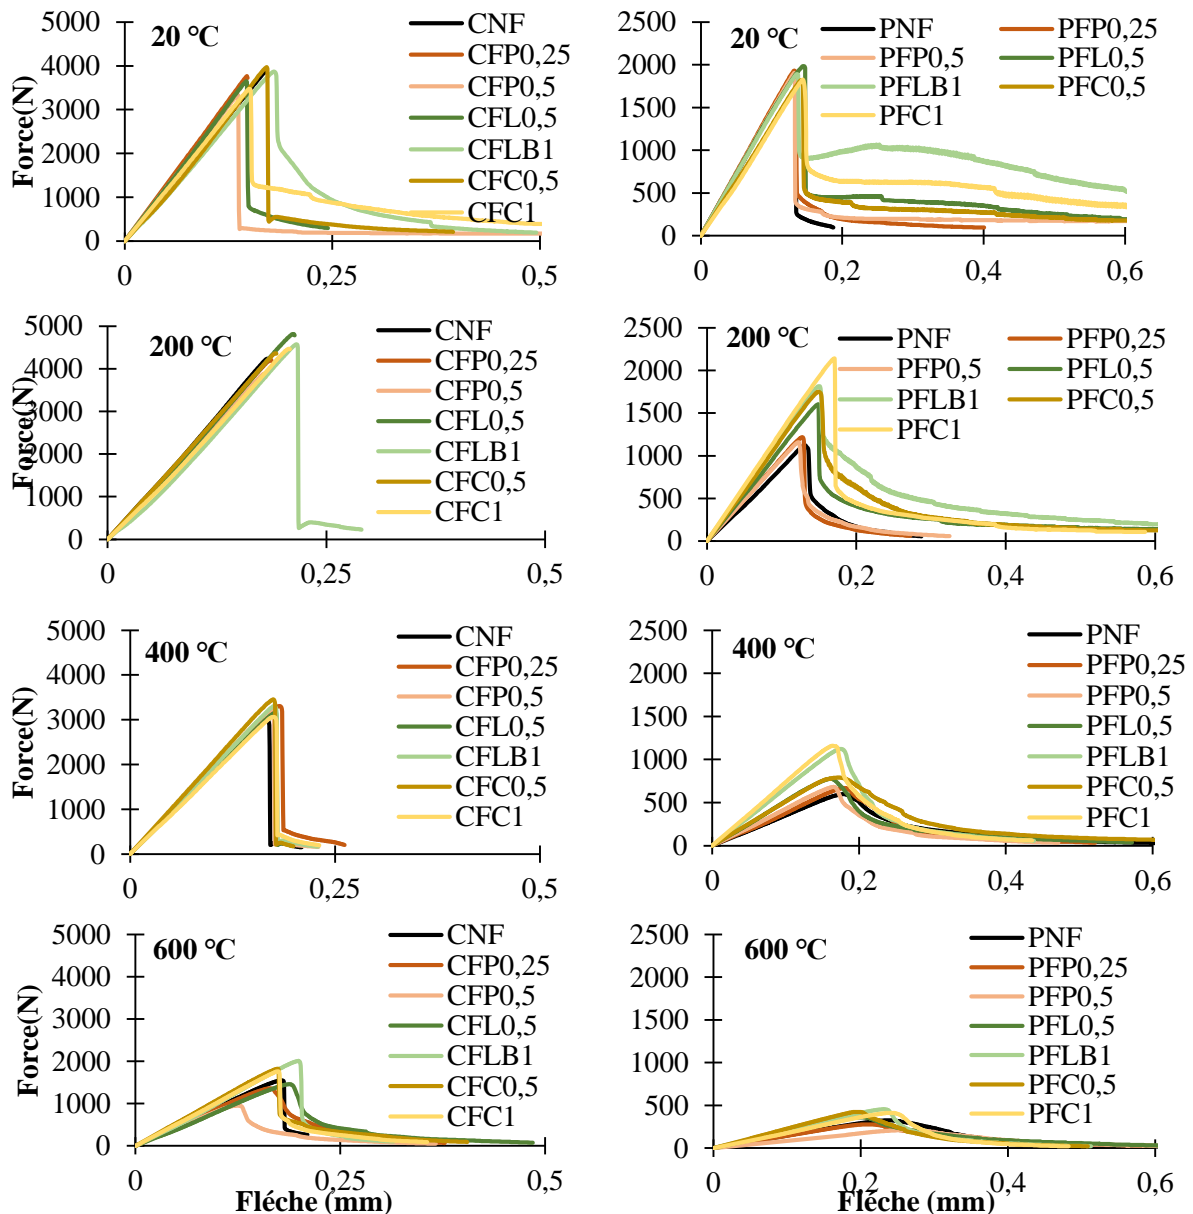 20 °C
Force(N)
5000
4000
3000
2000
1000
0
0
0,25
0,5
CNF
CFP0,25
CFP0,5
CFL0,5
CFLB1
CFC0,5
CFC1
20 °C
2500
2000
1500
1000
500
0
0
0,2
0,4
0,6
PNF
PFP0,25
PFP0,5
PFL0,5
PFLB1
PFC0,5
PFC1
200 °C
Force(N)
5000
4000
3000
2000
1000
0
0
0,25
0,5
CNF
CFP0,25
CFP0,5
CFL0,5
CFLB1
CFC0,5
CFC1
200 °C
2500
2000
1500
1000
500
0
0
0,2
0,4
0,6
PNF
PFP0,25
PFP0,5
PFL0,5
PFLB1
PFC0,5
PFC1
400 °C
Force(N)
5000
4000
3000
2000
1000
0
0
0,25
0,5
CNF
CFP0,25
CFP0,5
CFL0,5
CFLB1
CFC0,5
CFC1
400 °C
2500
2000
1500
1000
500
0
0
0,2
0,4
0,6
PNF
PFP0,25
PFP0,5
PFL0,5
PFLB1
PFC0,5
PFC1
600 °C
Force(N)
5000
4000
3000
2000
1000
0
0
0,25
0,5
Fléche (mm)
CNF
CFP0,25
CFP0,5
CFL0,5
CFLB1
CFC0,5
CFC1
600 °C
2500
2000
1500
1000
500
0
0
0,2
0,4
0,6
Fléche (mm)
PNF
PFP0,25
PFP0,5
PFL0,5
PFLB1
PFC0,5
PFC1